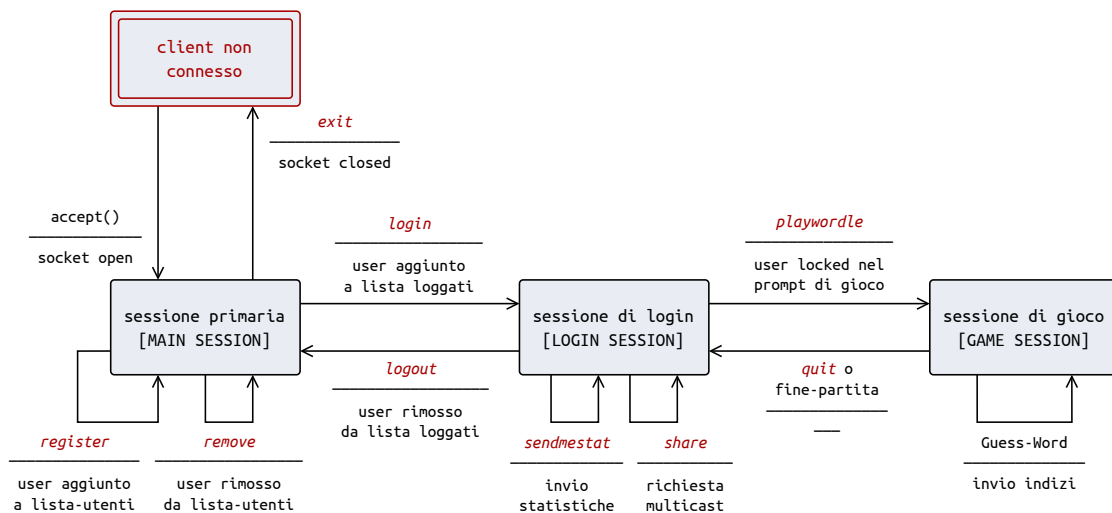 client non
connesso
exit
socket closed
accept()
socket open
login
user aggiunto
a lista loggati
playwordle
user locked nel
prompt di gioco
sessione primaria
[MAIN SESSION]
sessione di login
[LOGIN SESSION]
sessione di gioco
[GAME SESSION]
logout
user rimosso
da lista loggati
quit o
fine-partita
register
user aggiunto
a lista-utenti
remove
user rimosso
da lista-utenti
sendmestat
invio
statistiche
share
richiesta
multicast
Guess-Word
invio indizi